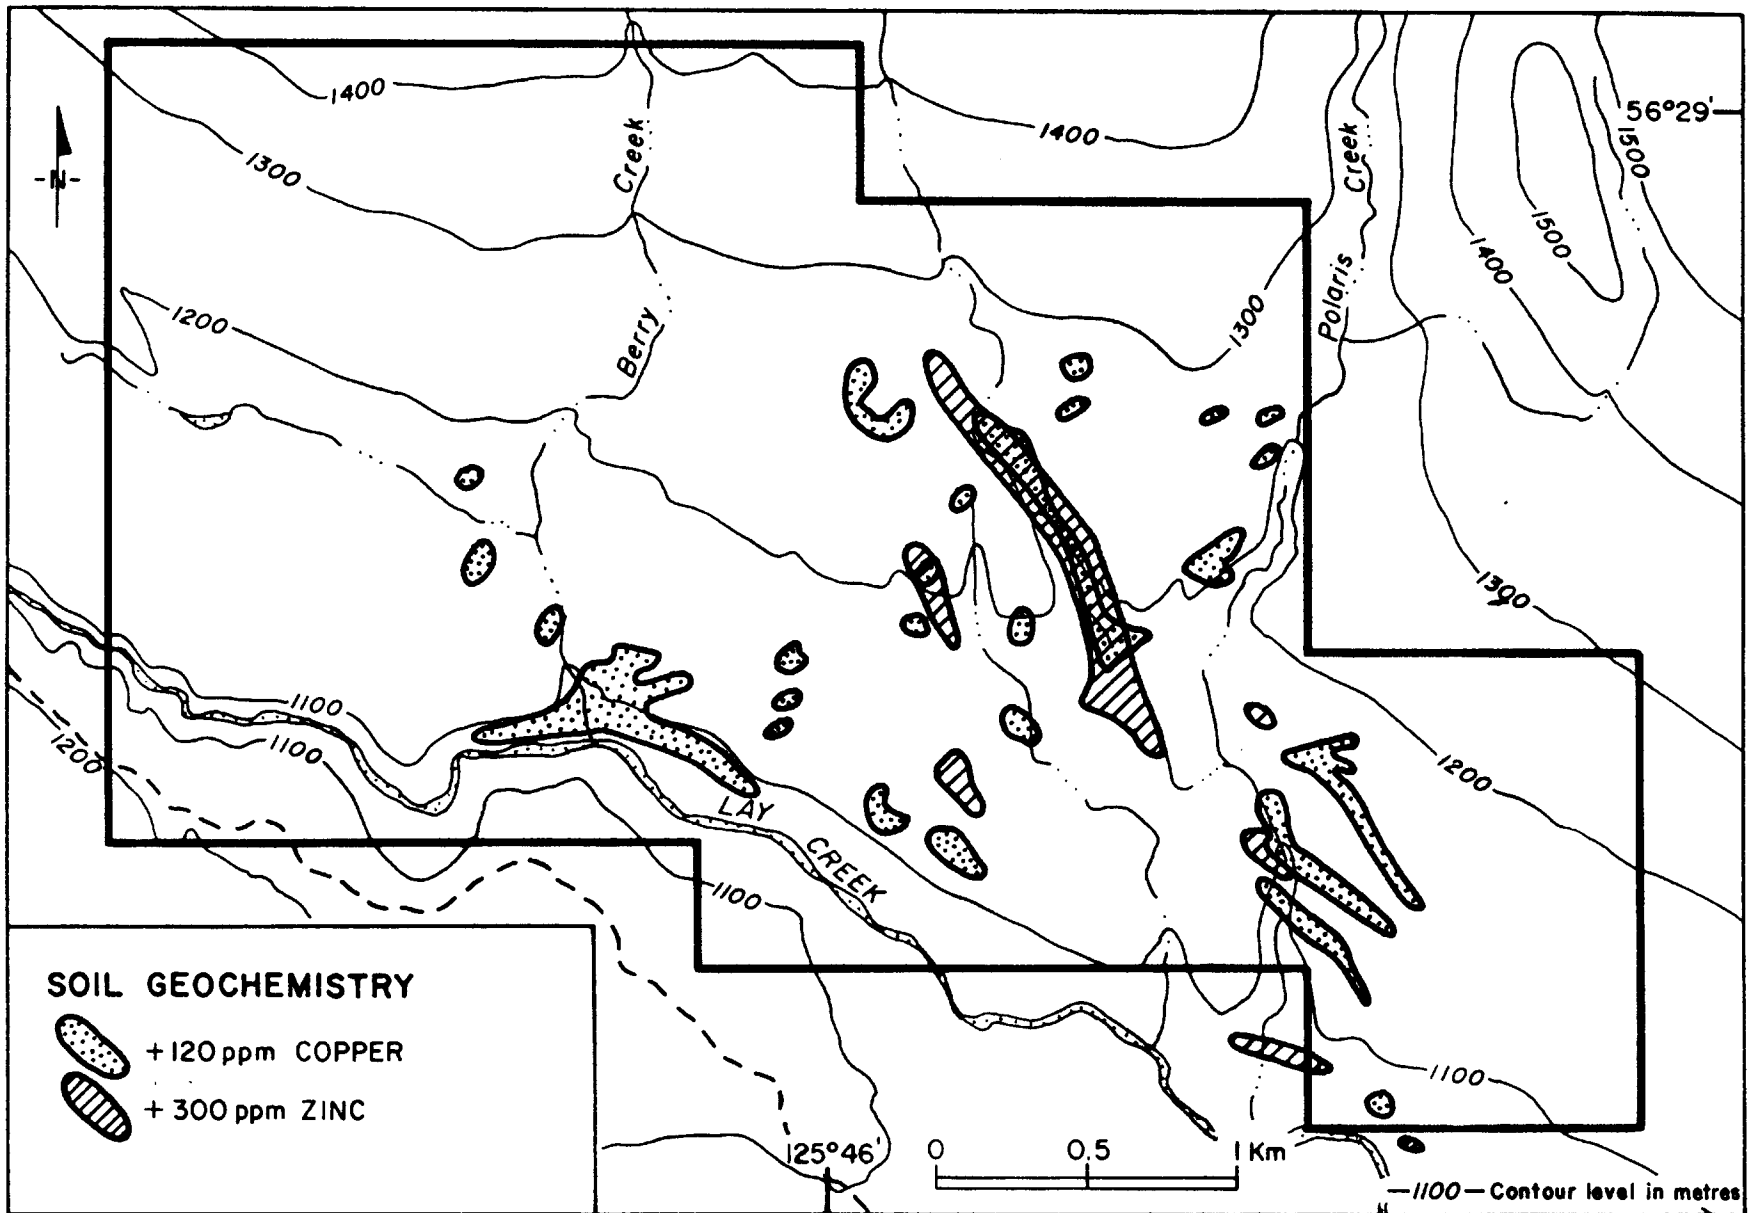 56°29'
1400
1400
1500
-N-
1300
Creek
Creek
1500
1400
Polaris
1300
1200
Berry
1300
1100
1100
1200
1200
LAY
CREEK
1100
SOIL GEOCHEMISTRY
+120 ppm COPPER
+300 ppm ZINC
1100
125°46'
0 0.5 1 Km
—1100— Contour level in metres